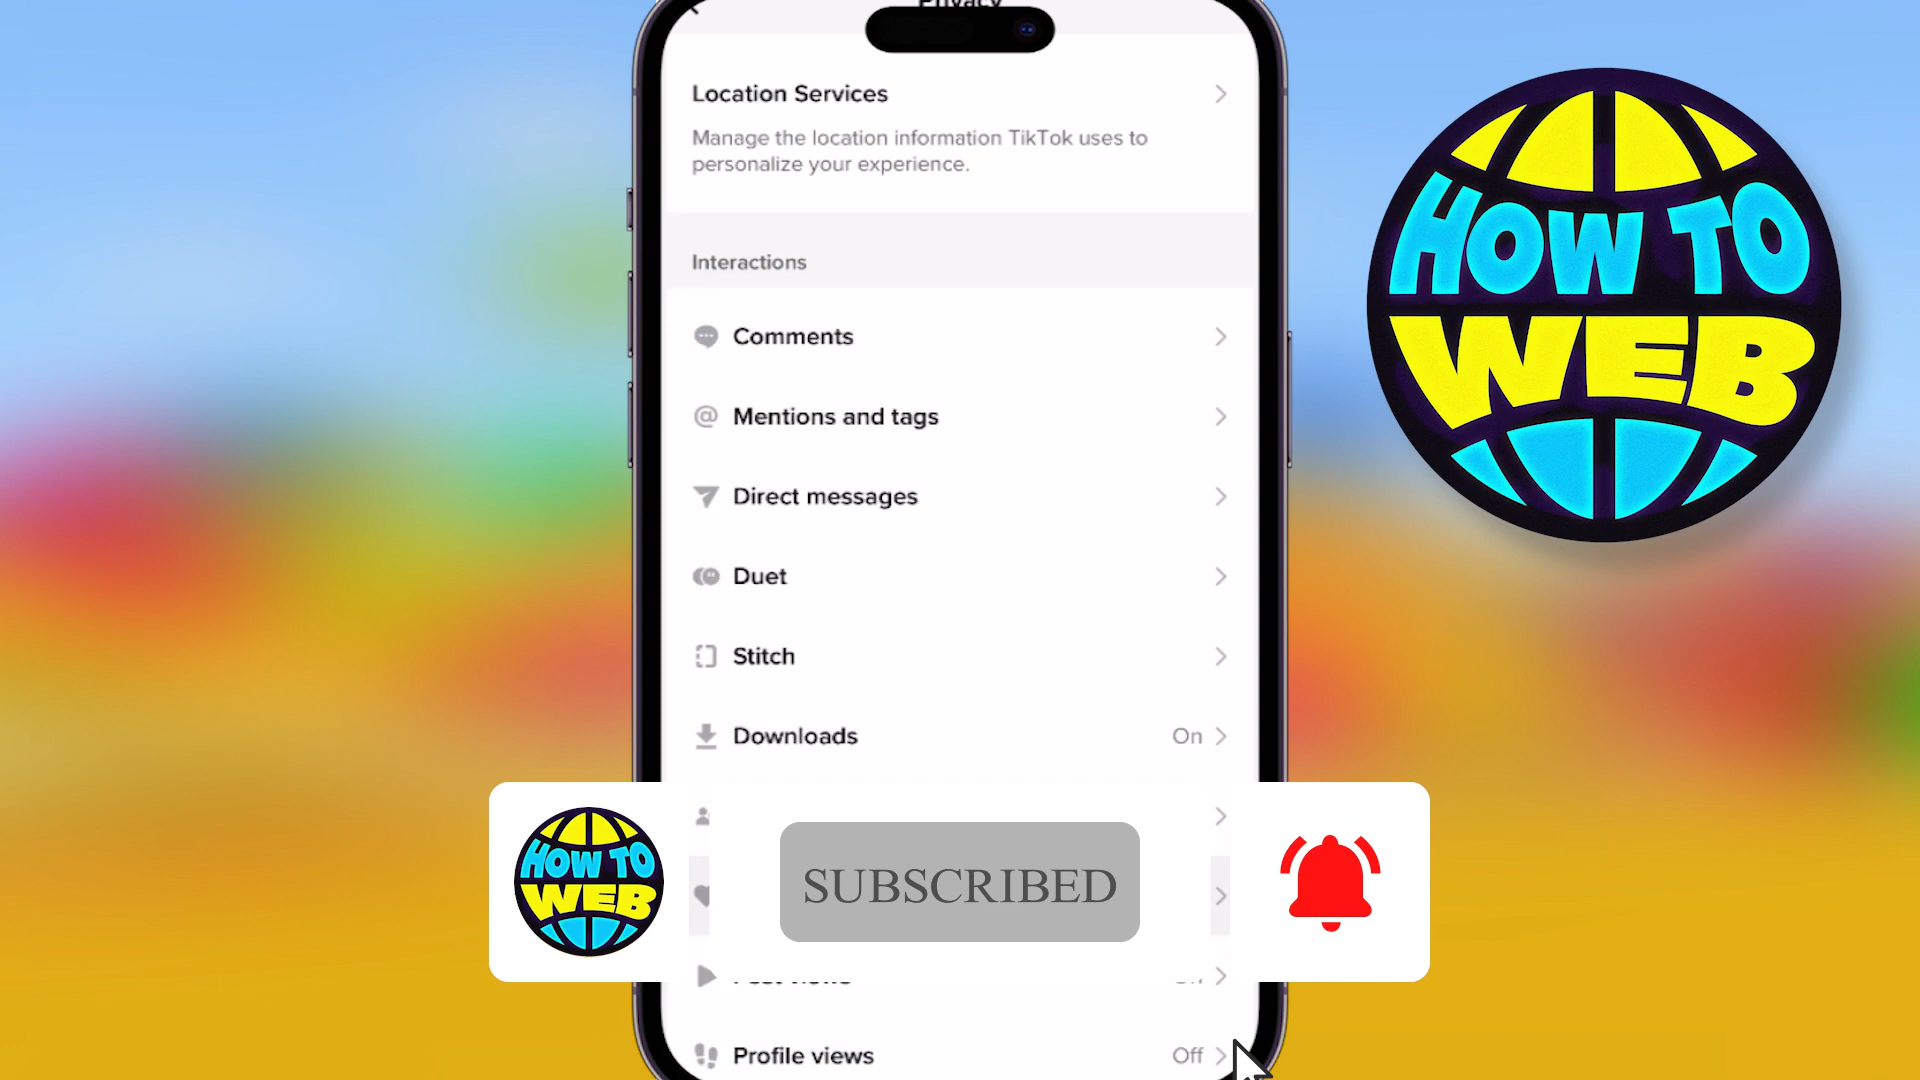 Privacy
Location Services
Manage the location information TikTok uses to
personalize your experience.
Interactions
Comments
Mentions and tags
Direct messages
Duet
Stitch
Downloads On
SUBSCRIBED
Profile views Off
HOW TO
WEB
HOW TO
WEB